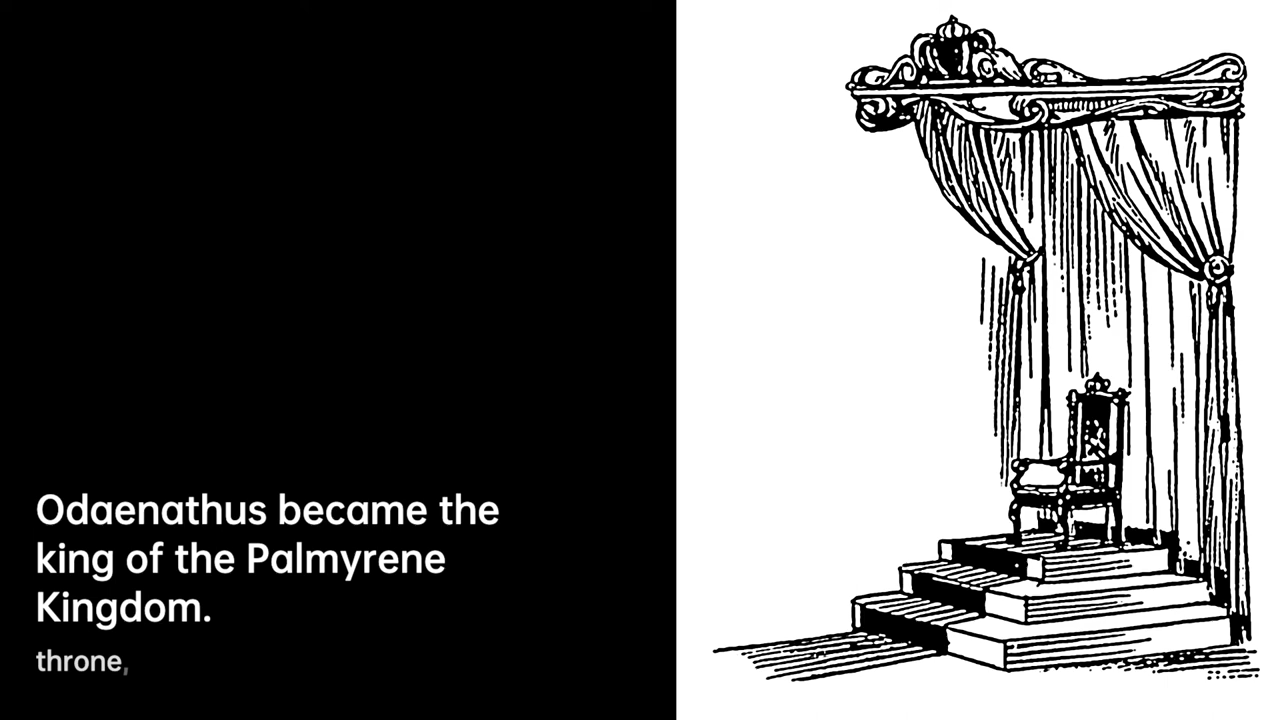 Odaenathus became the
king of the Palmyrene
Kingdom.
throne,